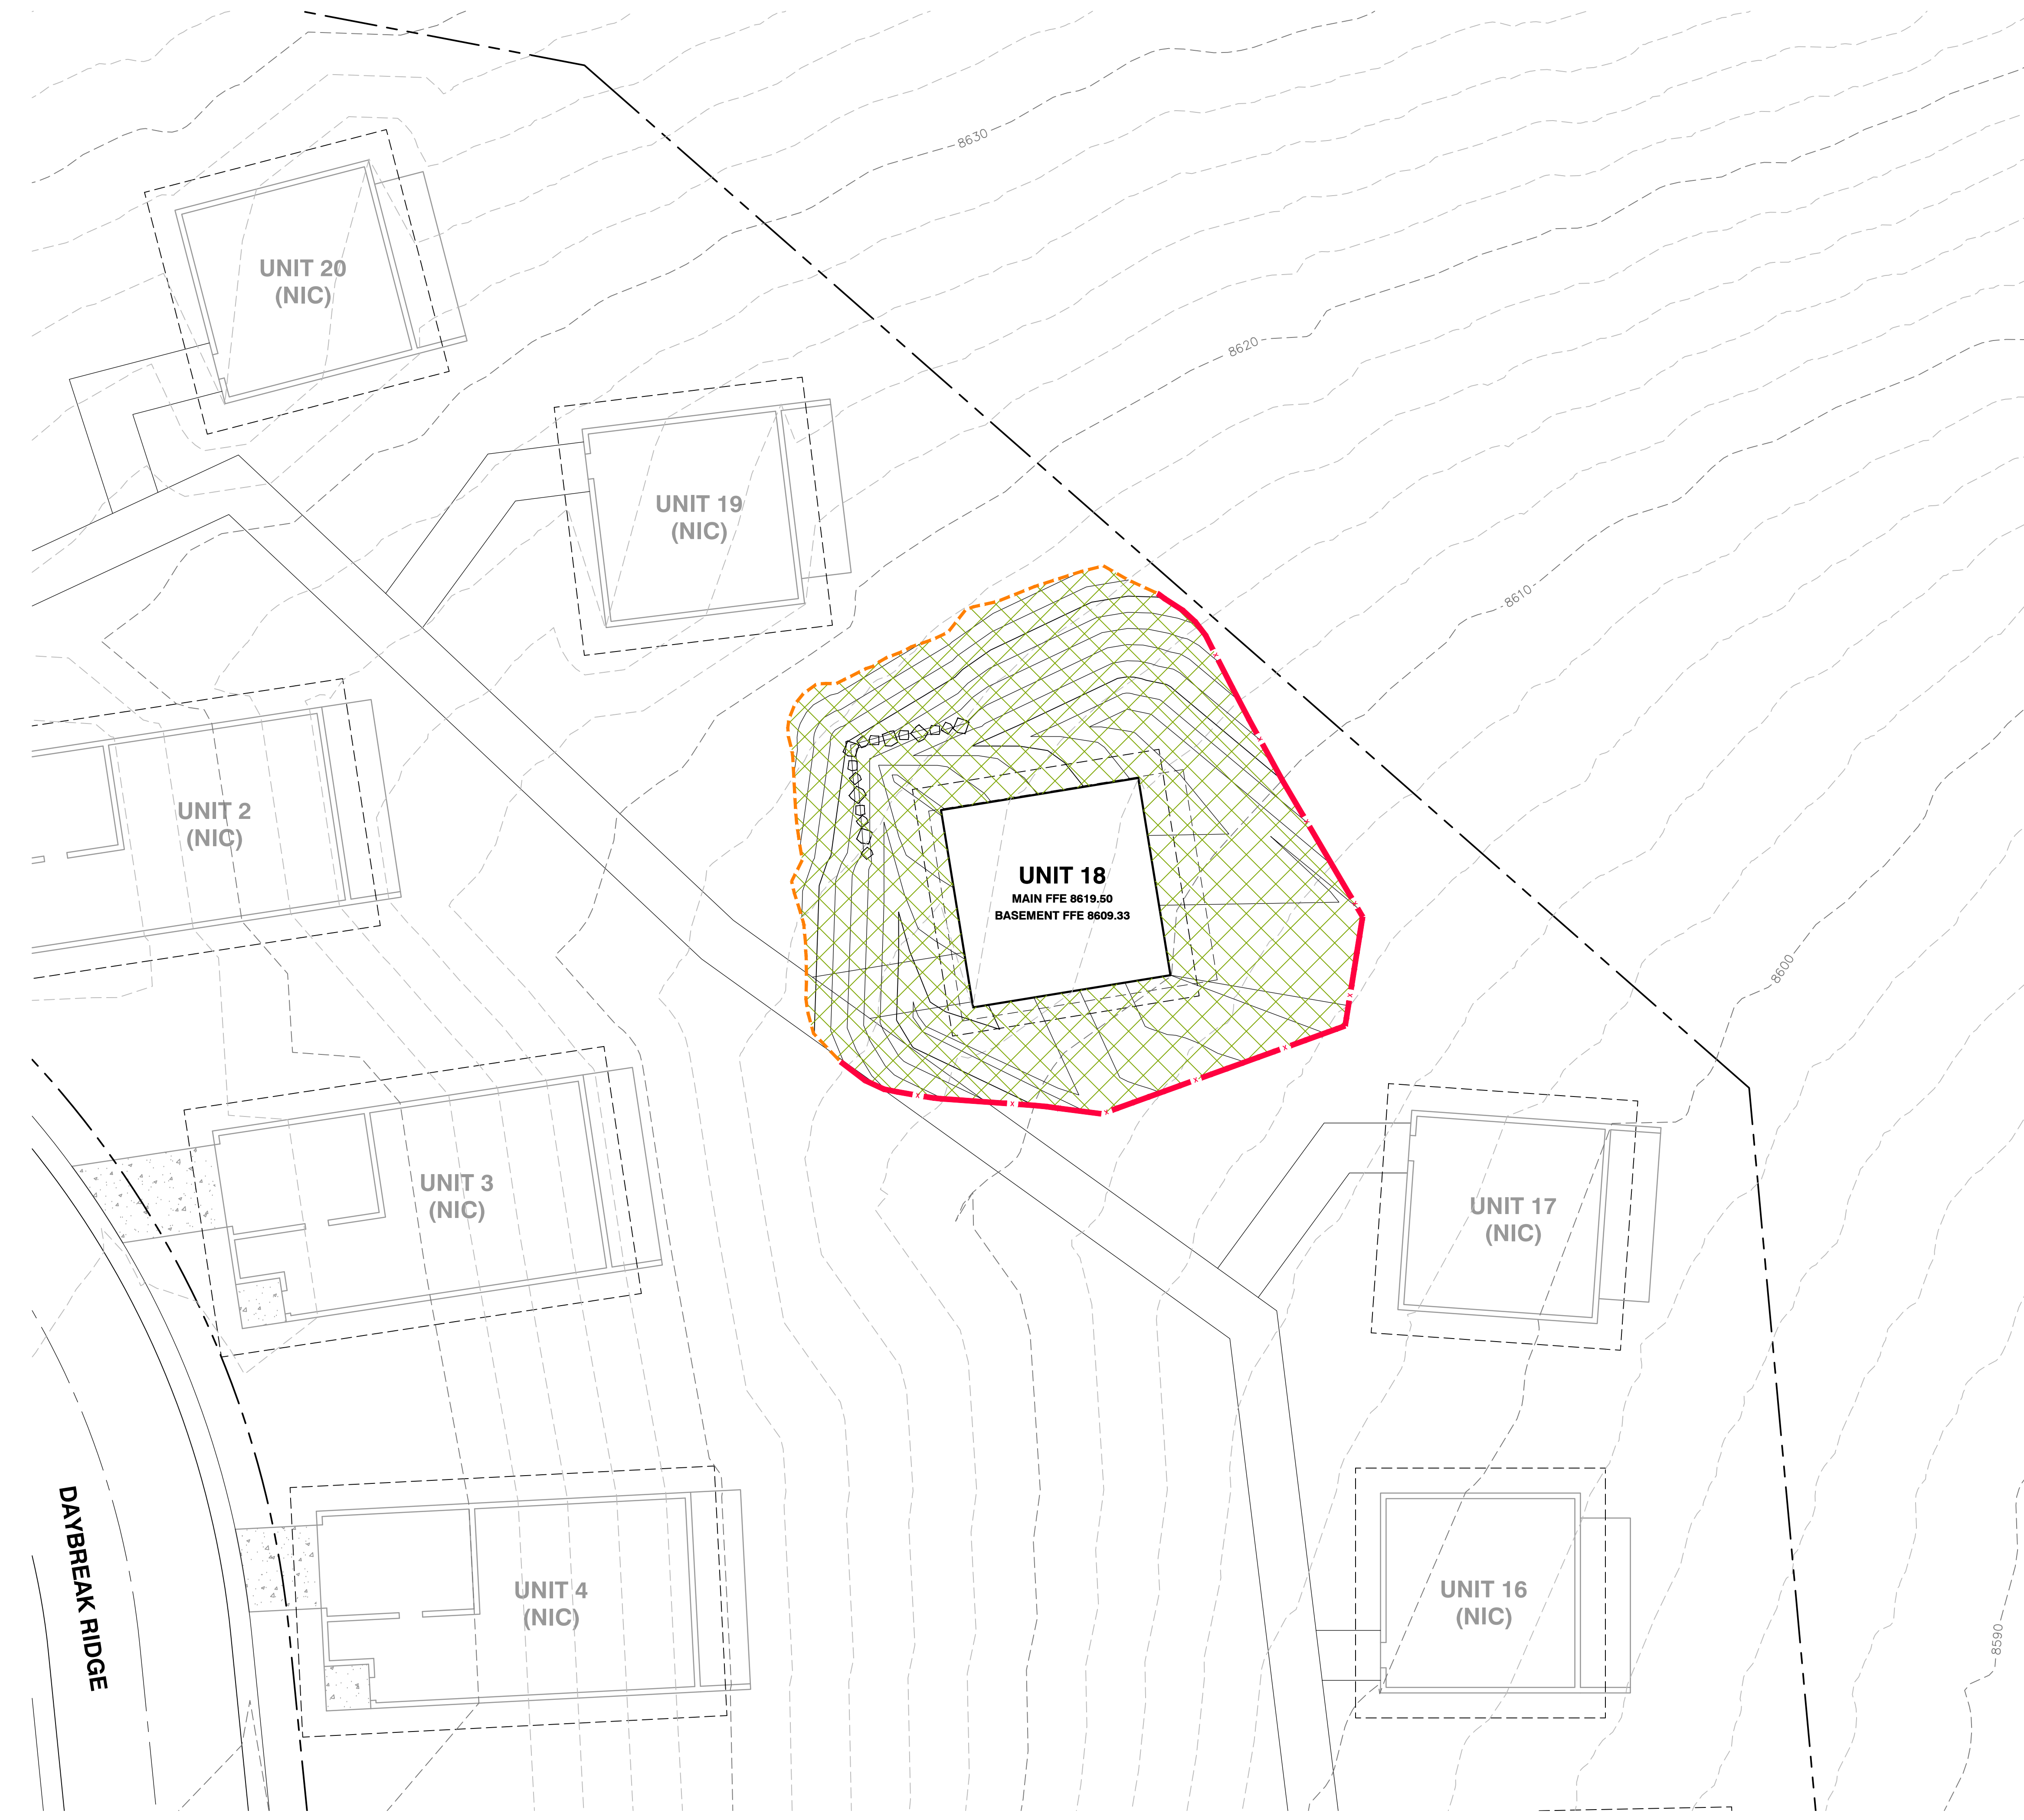 8630
UNIT 20
(NIC)
8620
UNIT 19
(NIC)
8610
UNIT 2
(NIC)
UNIT 18
MAIN FFE 8619.50
BASEMENT FFE 8609.33
8600
UNIT 3
(NIC)
UNIT 17
(NIC)
DAYBREAK RIDGE
UNIT 4
(NIC)
UNIT 16
(NIC)
8590